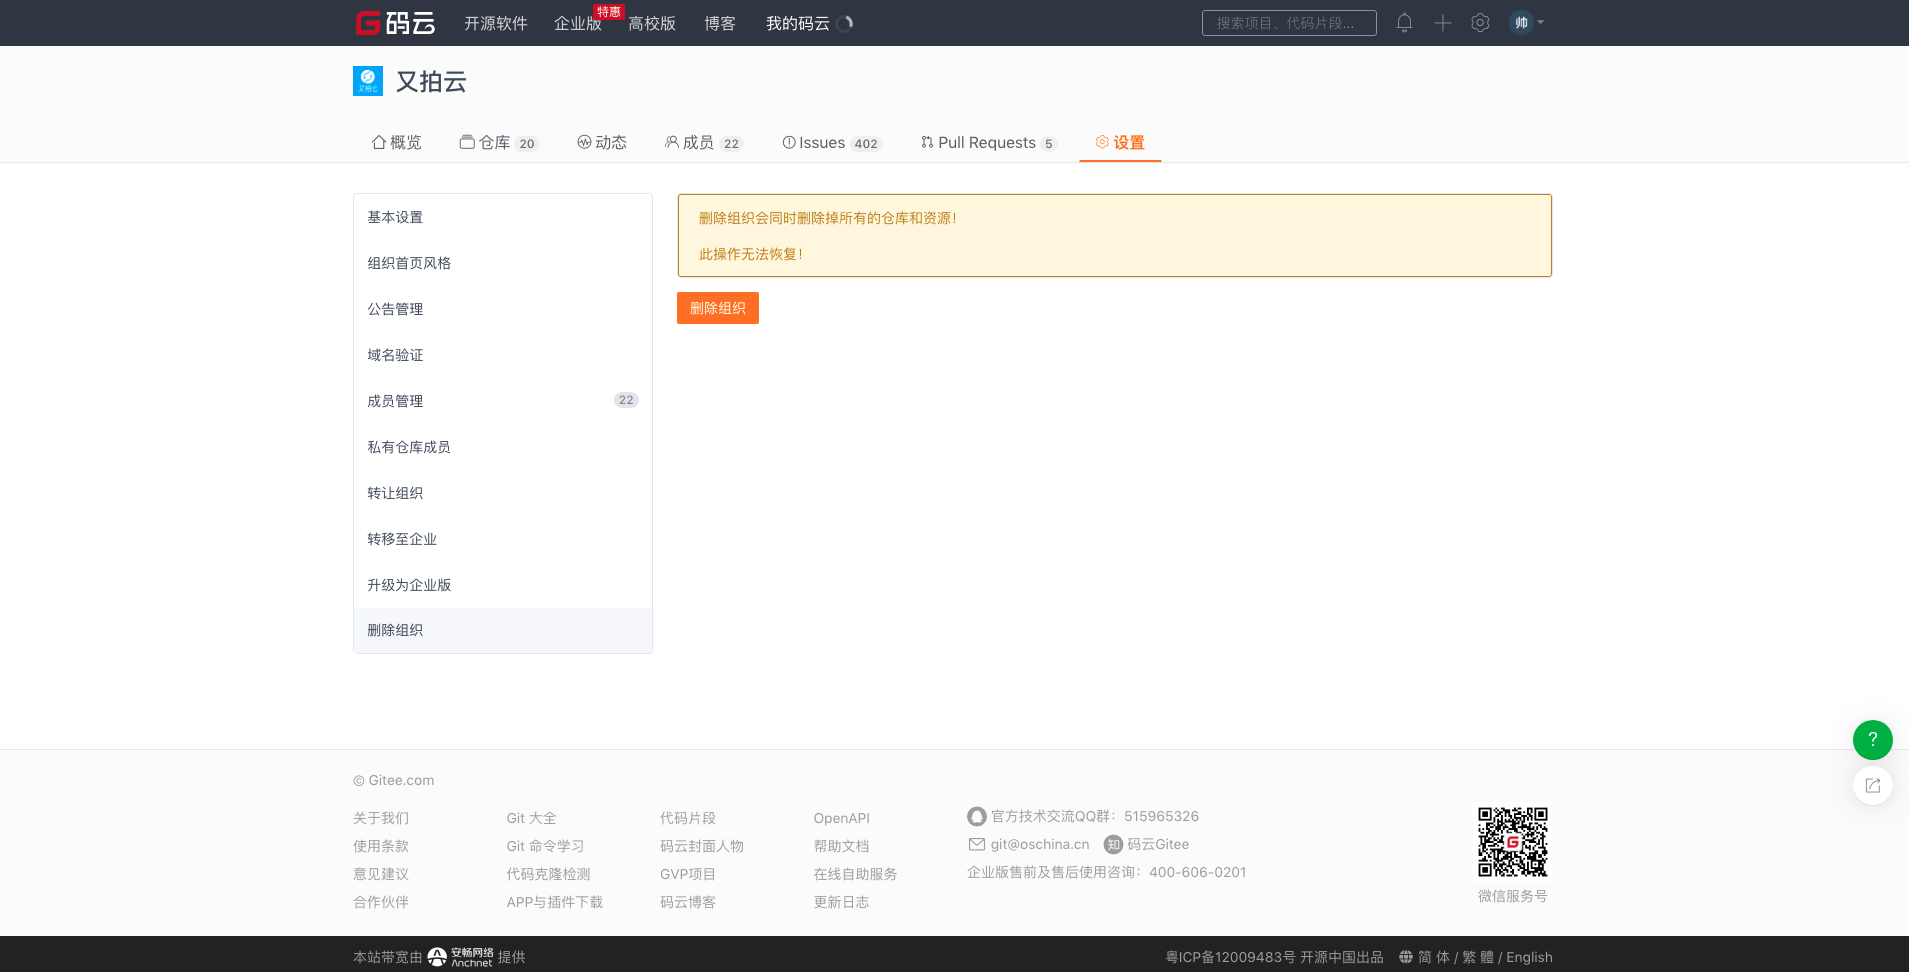 码云 开源软件 企业版 特惠 高校版 博客 我的码云 搜索项目、代码片段... 帅
又拍云 又拍云
概览 仓库 20 动态 成员 22 Issues 402 Pull Requests 5 设置
基本设置
组织首页风格
公告管理
域名验证
成员管理 22
私有仓库成员
转让组织
转移至企业
升级为企业版
删除组织
删除组织会同时删除掉所有的仓库和资源！
此操作无法恢复！
删除组织
?
© Gitee.com
关于我们 Git 大全 代码片段 OpenAPI 官方技术交流QQ群：515965326
使用条款 Git 命令学习 码云封面人物 帮助文档 git@oschina.cn 知 码云Gitee
意见建议 代码克隆检测 GVP项目 在线自助服务 企业版售前及售后使用咨询：400-606-0201
合作伙伴 APP与插件下载 码云博客 更新日志 微信服务号
本站带宽由 安畅网络 Anchnet 提供 粤ICP备12009483号 开源中国出品 简 体 / 繁 體 / English